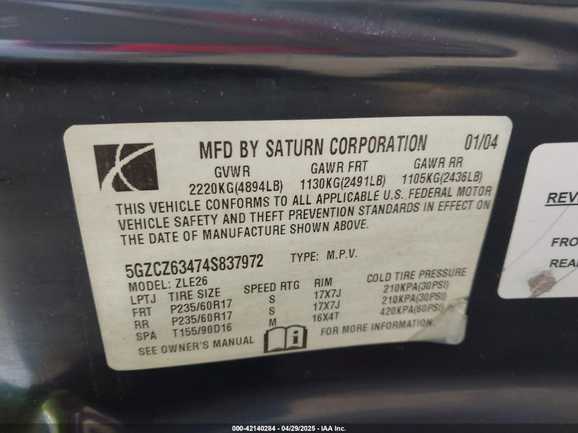 MFD BY SATURN CORPORATION 01/04
GVWR GAWR FRT GAWR RR
2220KG(4894LB) 1130KG(2491LB) 1105KG(2436LB)
THIS VEHICLE CONFORMS TO ALL APPLICABLE U.S. FEDERAL MOTOR
VEHICLE SAFETY AND THEFT PREVENTION STANDARDS IN EFFECT ON
THE DATE OF MANUFACTURE SHOWN ABOVE.
5GZCZ63474S837972 TYPE: M.P.V.
MODEL: ZLE26
LPTJ TIRE SIZE SPEED RTG RIM COLD TIRE PRESSURE
FRT P235/60R17 S 17X7J 210KPA(30PSI)
RR P235/60R17 S 17X7J 210KPA(30PSI)
SPA T155/90D16 M 16X4T 420KPA(60PSI)
SEE OWNER'S MANUAL FOR MORE INFORMATION.
REV
FRO
REA
000-42140284 - 04/29/2025 - IAA Inc.